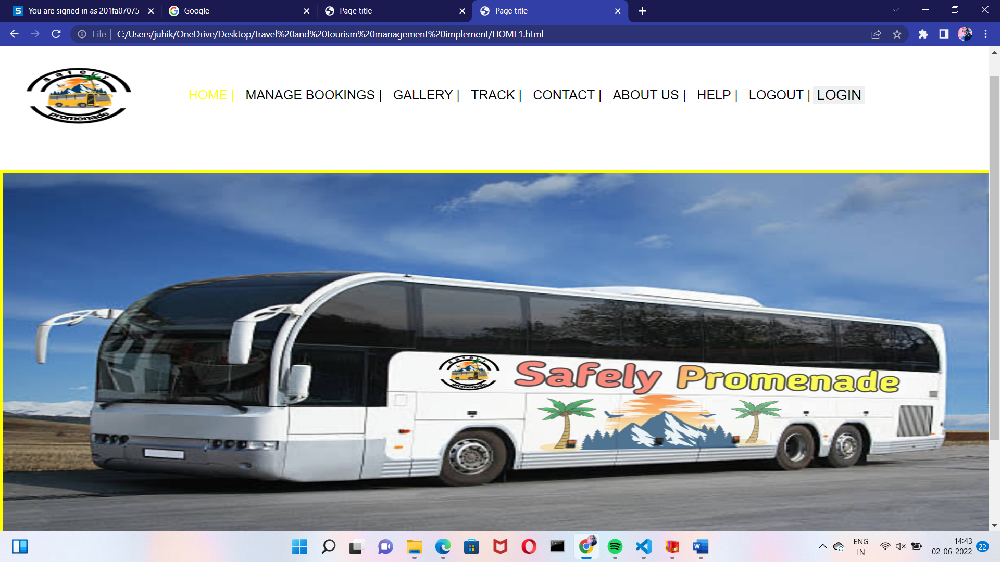 You are signed in as 201fa07075
Google
Page title
Page title
File
C:/Users/juhik/OneDrive/Desktop/travel%20and%20tourism%20management%20implement/HOME1.html
safely
promenade
HOME | MANAGE BOOKINGS | GALLERY | TRACK | CONTACT | ABOUT US | HELP | LOGOUT | LOGIN
safely
promenade
Safely Promenade
ENG
IN
14:43
02-06-2022
22